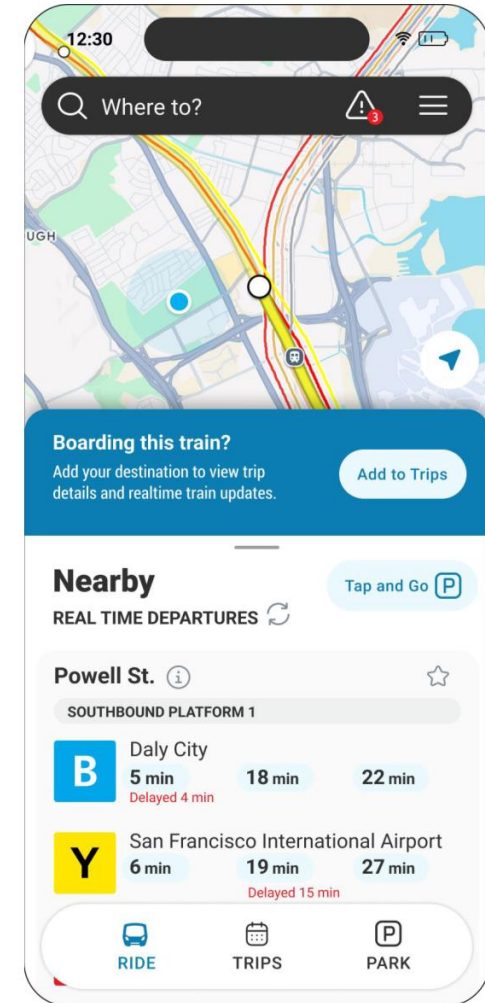 12:30
Where to?
3
UGH
Boarding this train?
Add your destination to view trip
details and realtime train updates.
Add to Trips
Nearby
Tap and Go P
REAL TIME DEPARTURES
Powell St. i
SOUTHBOUND PLATFORM 1
B
Daly City
5 min 18 min 22 min
Delayed 4 min
Y
San Francisco International Airport
6 min 19 min 27 min
Delayed 15 min
P
RIDE TRIPS PARK